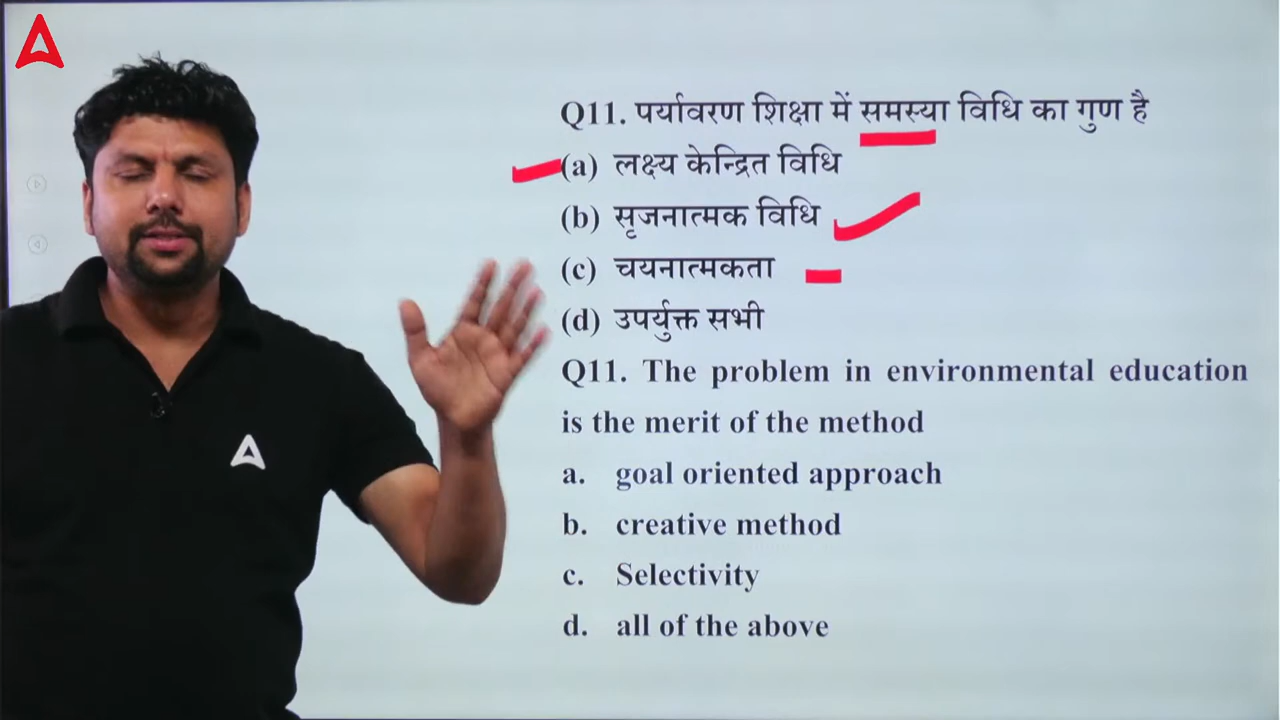 Q11. पर्यावरण शिक्षा में समस्या विधि का गुण है
(a) लक्ष्य केन्द्रित विधि
(b) सृजनात्मक विधि
(c) चयनात्मकता
(d) उपर्युक्त सभी
Q11. The problem in environmental education
is the merit of the method
a. goal oriented approach
b. creative method
c. Selectivity
d. all of the above